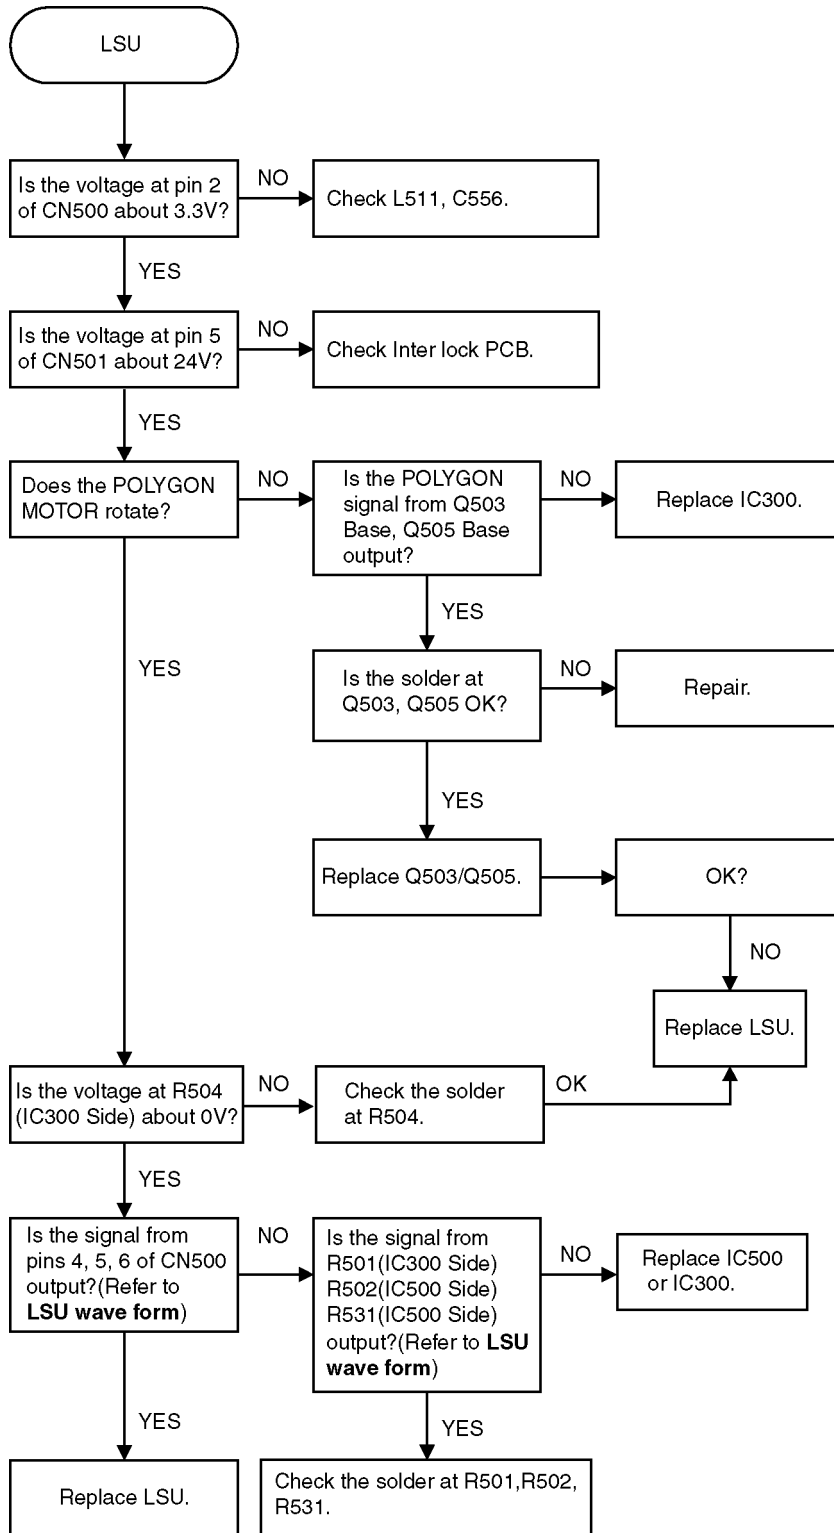 LSU
Is the voltage at pin 2
of CN500 about 3.3V?
NO
Check L511, C556.
YES
Is the voltage at pin 5
of CN501 about 24V?
NO
Check Inter lock PCB.
YES
Does the POLYGON
MOTOR rotate?
NO
Is the POLYGON
signal from Q503
Base, Q505 Base
output?
NO
Replace IC300.
YES
YES
Is the solder at
Q503, Q505 OK?
NO
Repair.
YES
Replace Q503/Q505.
OK?
NO
Replace LSU.
Is the voltage at R504
(IC300 Side) about 0V?
NO
Check the solder
at R504.
OK
YES
Is the signal from
pins 4, 5, 6 of CN500
output?(Refer to
LSU wave form)
NO
Is the signal from
R501(IC300 Side)
R502(IC500 Side)
R531(IC500 Side)
output?(Refer to LSU
wave form)
NO
Replace IC500
or IC300.
YES
YES
Replace LSU.
Check the solder at R501,R502,
R531.